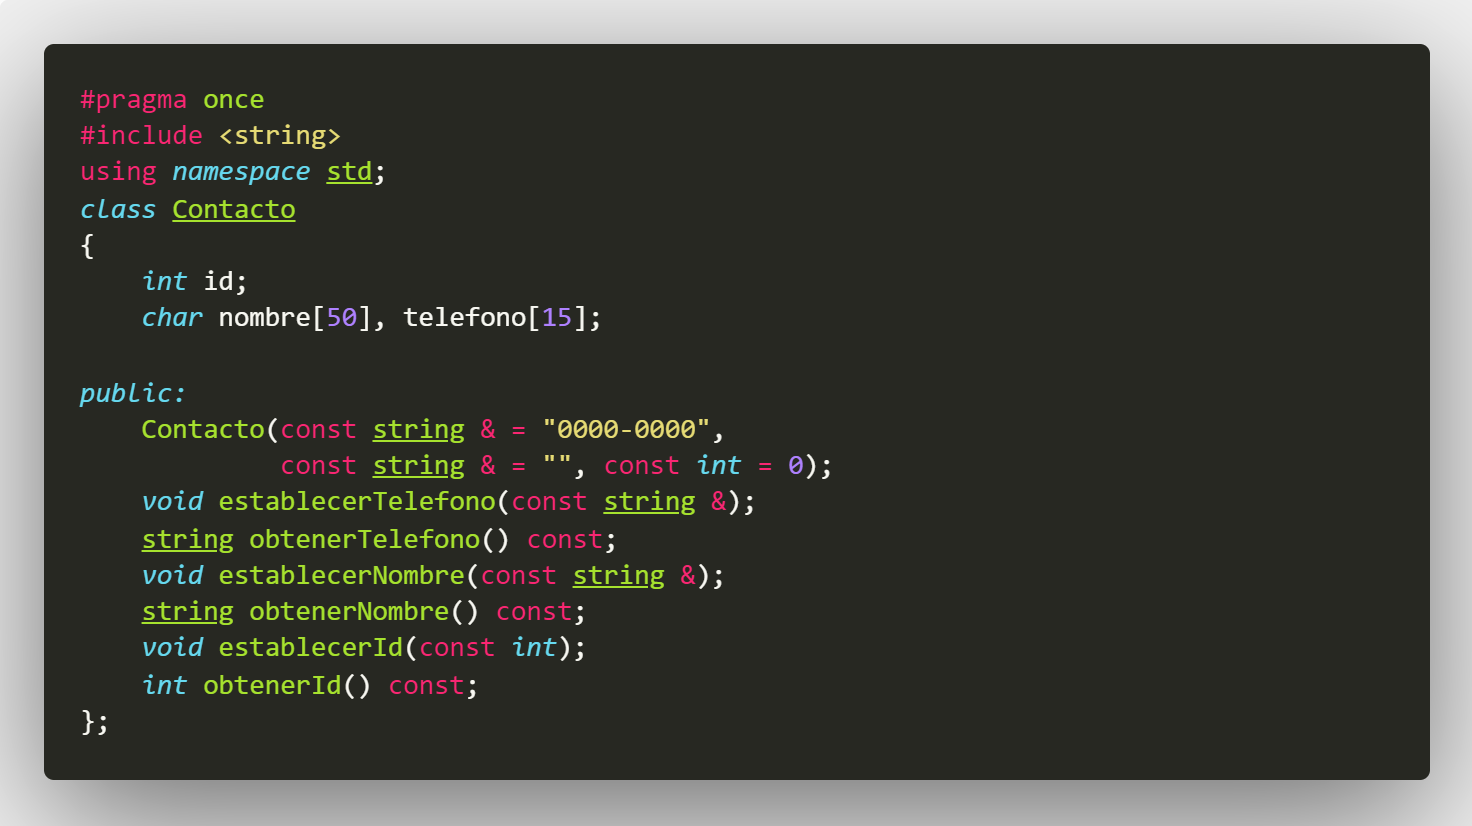 #pragma once
#include <string>
using namespace std;
class Contacto
{
    int id;
    char nombre[50], telefono[15];

public:
    Contacto(const string & = "0000-0000",
             const string & = "", const int = 0);
    void establecerTelefono(const string &);
    string obtenerTelefono() const;
    void establecerNombre(const string &);
    string obtenerNombre() const;
    void establecerId(const int);
    int obtenerId() const;
};